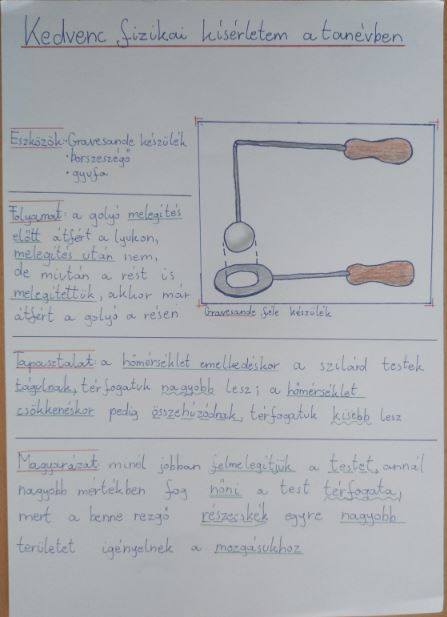 Kedvenc fizikai kísérletem a tanévben
Eszközök: • Gravesande készülék
• borszeszégő
• gyufa
Folyamat: a golyó melegítés
előtt átfért a lyukon,
melegítés után nem,
de miután a rést is
melegítettük, akkor már
átfért a golyó a résen
Gravesande féle készülék
Tapasztalat: a hőmérséklet emelkedéskor a szilárd testek
tágulnak, térfogatuk nagyobb lesz; a hőmérséklet
csökkenéskor pedig összehúzódnak, térfogatuk kisebb lesz
Magyarázat: minél jobban felmelegítjük a testet, annál
nagyobb mértékben fog nőni a test térfogata,
mert a benne rezgő részecskék egyre nagyobb
területet igényelnek a mozgásukhoz